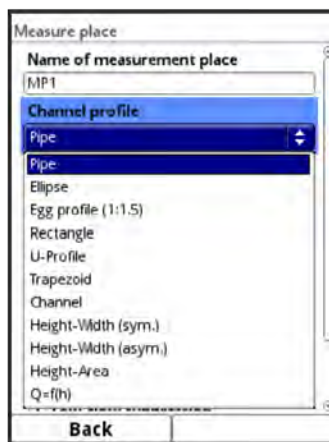 Measure place
Name of measurement place
MP1
Channel profile
Pipe
Pipe
Ellipse
Egg profile (1:1.5)
Rectangle
U-Profile
Trapezoid
Channel
Height-Width (sym.)
Height-Width (asym.)
Height-Area
Q=f(h)
Back